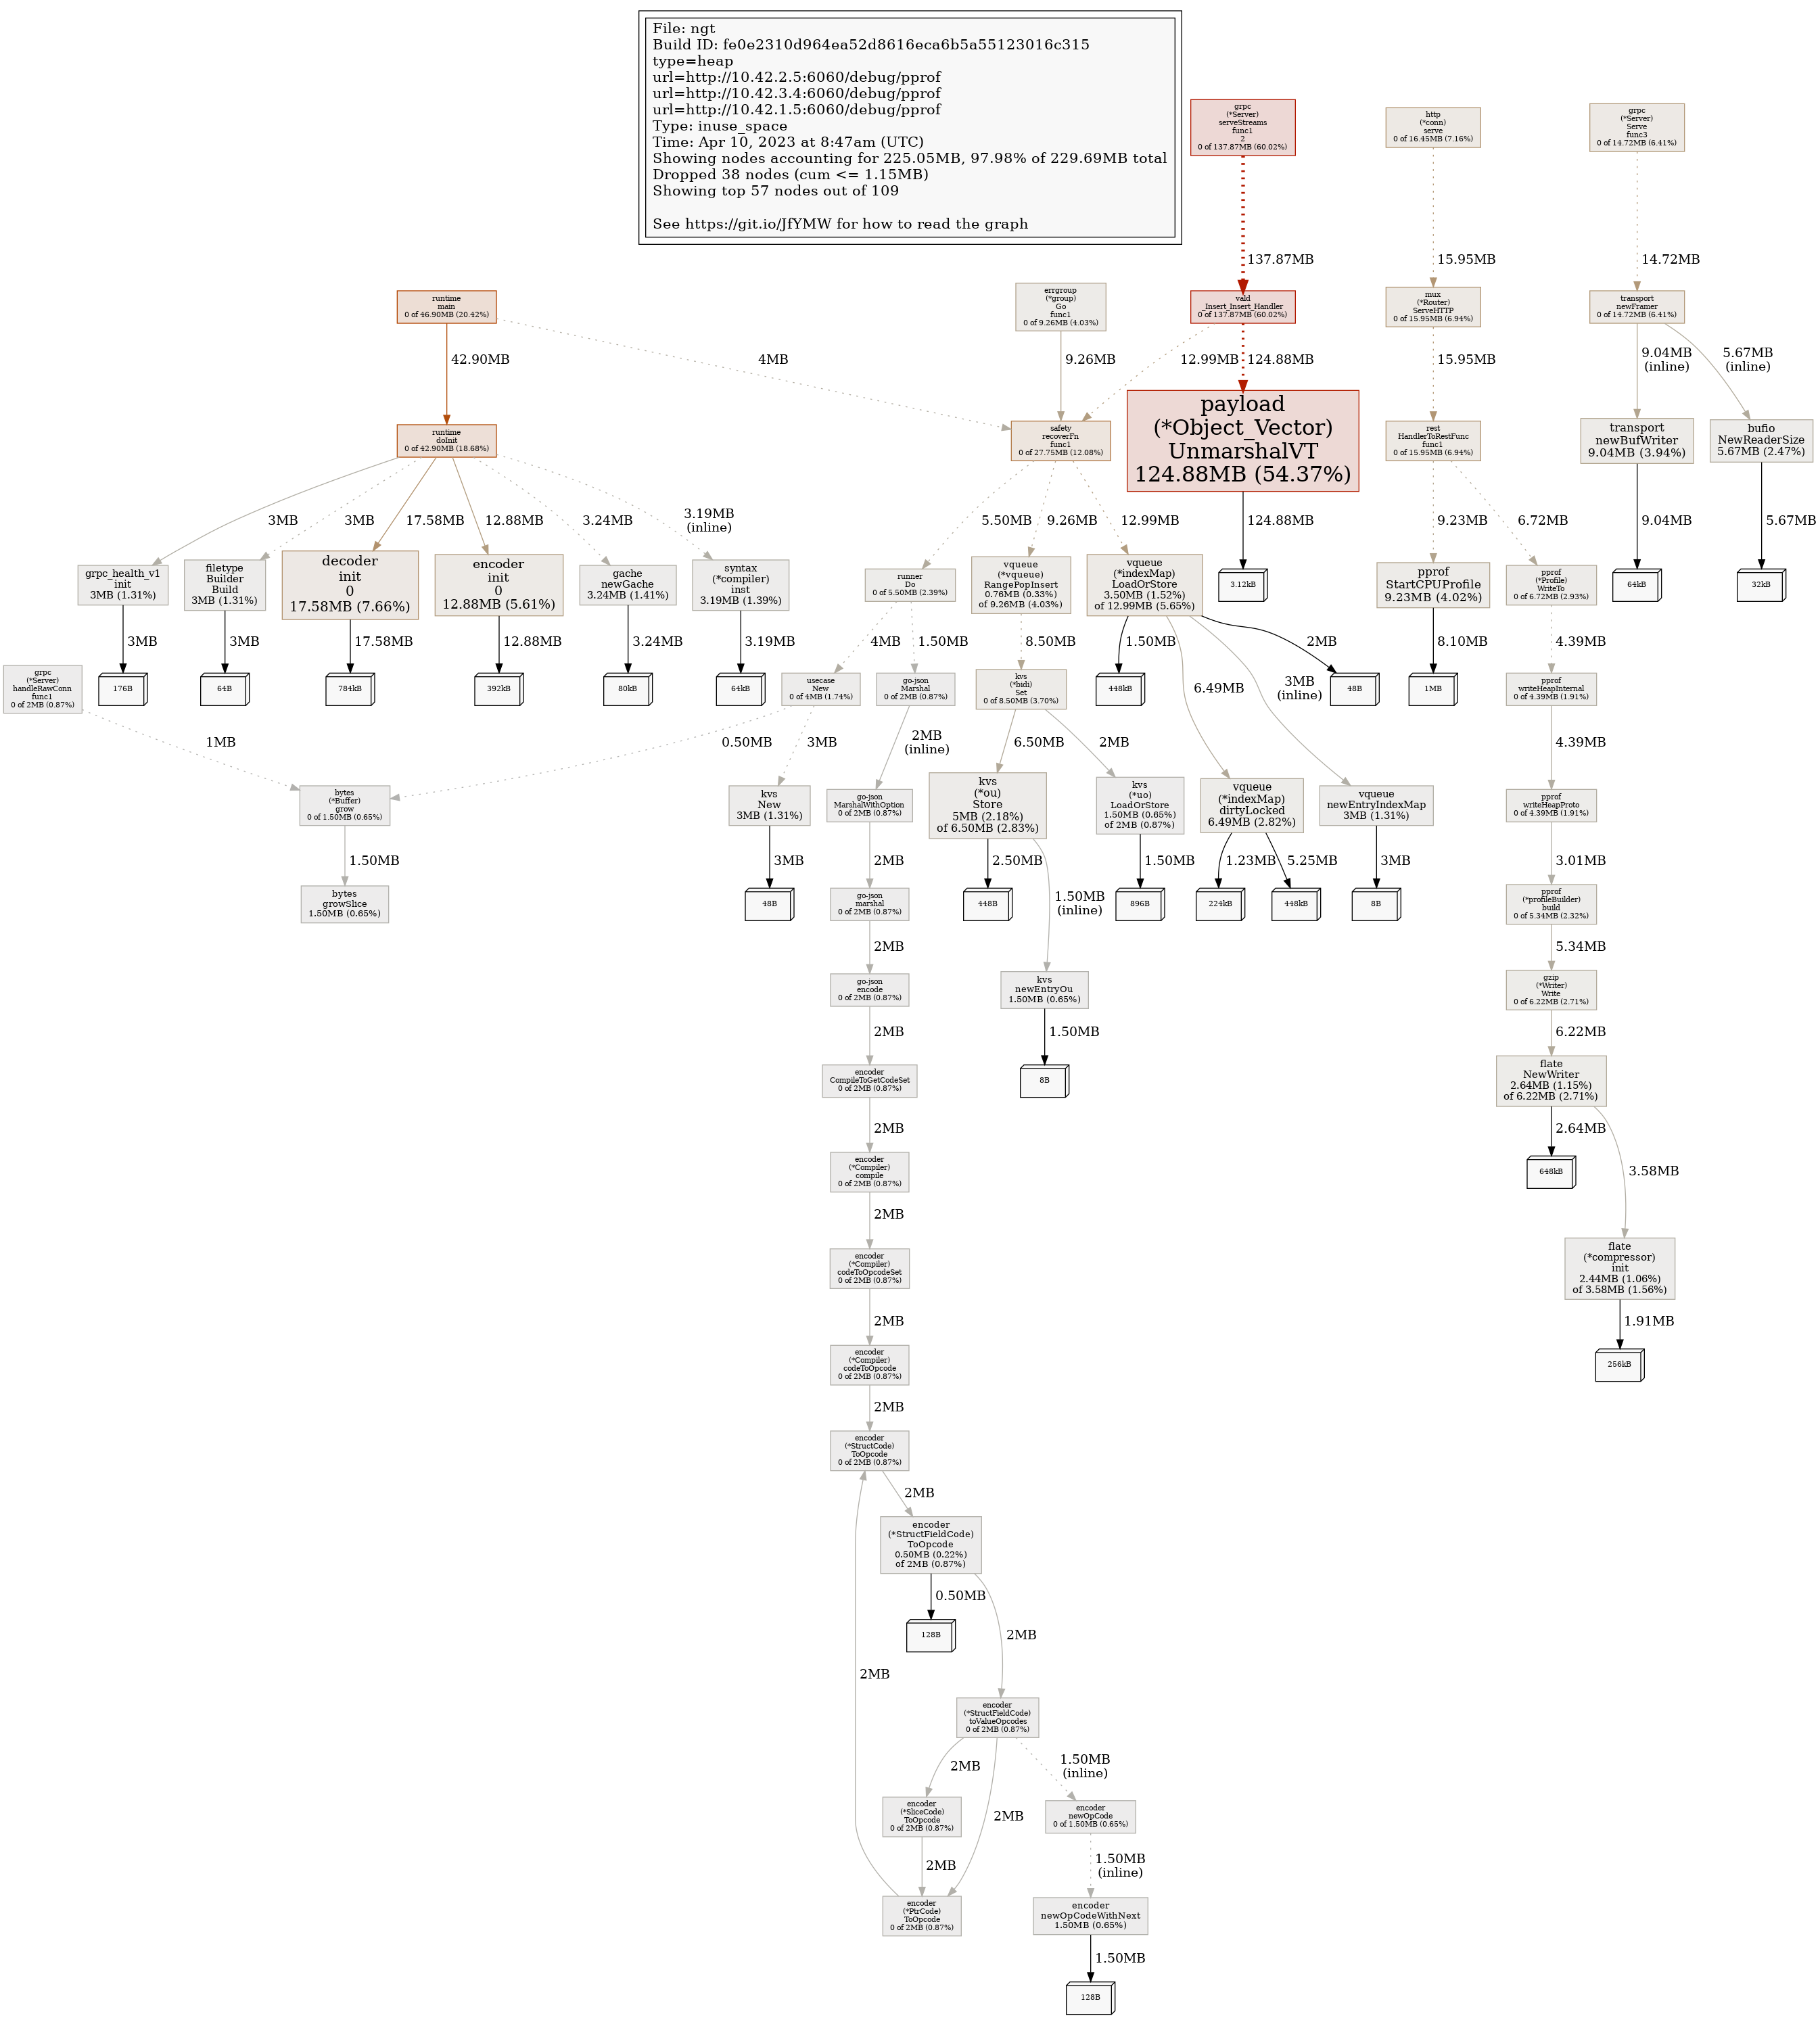 File: ngt
Build ID: fe0e2310d964ea52d8616eca6b5a55123016c315
type=heap
url=http://10.42.2.5:6060/debug/pprof
url=http://10.42.3.4:6060/debug/pprof
url=http://10.42.1.5:6060/debug/pprof
Type: inuse_space
Time: Apr 10, 2023 at 8:47am (UTC)
Showing nodes accounting for 225.05MB, 97.98% of 229.69MB total
Dropped 38 nodes (cum <= 1.15MB)
Showing top 57 nodes out of 109
See https://git.io/JfYMW for how to read the graph
grpc
(*Server)
serveStreams
func1
2
0 of 137.87MB (60.02%)
http
(*conn)
serve
0 of 16.45MB (7.16%)
grpc
(*Server)
Serve
func3
0 of 14.72MB (6.41%)
137.87MB
15.95MB
14.72MB
runtime
main
0 of 46.90MB (20.42%)
errgroup
(*group)
Go
func1
0 of 9.26MB (4.03%)
vald
_Insert_Insert_Handler
0 of 137.87MB (60.02%)
mux
(*Router)
ServeHTTP
0 of 15.95MB (6.94%)
transport
newFramer
0 of 14.72MB (6.41%)
42.90MB
4MB
9.26MB
12.99MB
124.88MB
15.95MB
9.04MB
(inline)
5.67MB
(inline)
runtime
doInit
0 of 42.90MB (18.68%)
safety
recoverFn
func1
0 of 27.75MB (12.08%)
payload
(*Object_Vector)
UnmarshalVT
124.88MB (54.37%)
rest
HandlerToRestFunc
func1
0 of 15.95MB (6.94%)
transport
newBufWriter
9.04MB (3.94%)
bufio
NewReaderSize
5.67MB (2.47%)
3MB
3MB
17.58MB
12.88MB
3.24MB
3.19MB
(inline)
5.50MB
9.26MB
12.99MB
124.88MB
9.23MB
6.72MB
9.04MB
5.67MB
grpc_health_v1
init
3MB (1.31%)
filetype
Builder
Build
3MB (1.31%)
decoder
init
0
17.58MB (7.66%)
encoder
init
0
12.88MB (5.61%)
gache
newGache
3.24MB (1.41%)
syntax
(*compiler)
inst
3.19MB (1.39%)
runner
Do
0 of 5.50MB (2.39%)
vqueue
(*vqueue)
RangePopInsert
0.76MB (0.33%)
of 9.26MB (4.03%)
vqueue
(*indexMap)
LoadOrStore
3.50MB (1.52%)
of 12.99MB (5.65%)
3.12kB
pprof
StartCPUProfile
9.23MB (4.02%)
pprof
(*Profile)
WriteTo
0 of 6.72MB (2.93%)
64kB
32kB
3MB
3MB
17.58MB
12.88MB
3.24MB
3.19MB
4MB
1.50MB
8.50MB
1.50MB
6.49MB
3MB
(inline)
2MB
8.10MB
4.39MB
grpc
(*Server)
handleRawConn
func1
0 of 2MB (0.87%)
176B
64B
784kB
392kB
80kB
64kB
usecase
New
0 of 4MB (1.74%)
go-json
Marshal
0 of 2MB (0.87%)
kvs
(*bidi)
Set
0 of 8.50MB (3.70%)
448kB
48B
1MB
pprof
writeHeapInternal
0 of 4.39MB (1.91%)
1MB
0.50MB
3MB
2MB
(inline)
6.50MB
2MB
4.39MB
bytes
(*Buffer)
grow
0 of 1.50MB (0.65%)
kvs
New
3MB (1.31%)
go-json
MarshalWithOption
0 of 2MB (0.87%)
kvs
(*ou)
Store
5MB (2.18%)
of 6.50MB (2.83%)
kvs
(*uo)
LoadOrStore
1.50MB (0.65%)
of 2MB (0.87%)
vqueue
(*indexMap)
dirtyLocked
6.49MB (2.82%)
vqueue
newEntryIndexMap
3MB (1.31%)
pprof
writeHeapProto
0 of 4.39MB (1.91%)
1.50MB
3MB
2MB
2.50MB
1.50MB
(inline)
1.50MB
1.23MB
5.25MB
3MB
3.01MB
bytes
growSlice
1.50MB (0.65%)
48B
go-json
marshal
0 of 2MB (0.87%)
448B
896B
224kB
448kB
8B
pprof
(*profileBuilder)
build
0 of 5.34MB (2.32%)
2MB
5.34MB
go-json
encode
0 of 2MB (0.87%)
kvs
newEntryOu
1.50MB (0.65%)
gzip
(*Writer)
Write
0 of 6.22MB (2.71%)
2MB
1.50MB
6.22MB
encoder
CompileToGetCodeSet
0 of 2MB (0.87%)
8B
flate
NewWriter
2.64MB (1.15%)
of 6.22MB (2.71%)
2MB
2.64MB
3.58MB
encoder
(*Compiler)
compile
0 of 2MB (0.87%)
648kB
2MB
encoder
(*Compiler)
codeToOpcodeSet
0 of 2MB (0.87%)
flate
(*compressor)
init
2.44MB (1.06%)
of 3.58MB (1.56%)
2MB
1.91MB
encoder
(*Compiler)
codeToOpcode
0 of 2MB (0.87%)
256kB
2MB
encoder
(*StructCode)
ToOpcode
0 of 2MB (0.87%)
2MB
encoder
(*StructFieldCode)
ToOpcode
0.50MB (0.22%)
of 2MB (0.87%)
0.50MB
128B
2MB
2MB
encoder
(*StructFieldCode)
toValueOpcodes
0 of 2MB (0.87%)
2MB
2MB
1.50MB
(inline)
encoder
(*SliceCode)
ToOpcode
0 of 2MB (0.87%)
encoder
newOpCode
0 of 1.50MB (0.65%)
2MB
1.50MB
(inline)
encoder
(*PtrCode)
ToOpcode
0 of 2MB (0.87%)
encoder
newOpCodeWithNext
1.50MB (0.65%)
1.50MB
128B